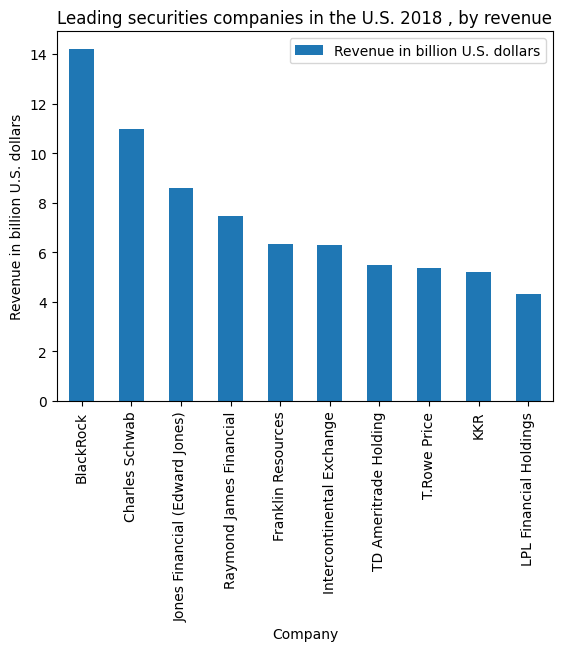 Leading securities companies in the U.S. 2018 , by revenue
Revenue in billion U.S. dollars
Revenue in billion U.S. dollars
14
12
10
8
6
4
2
0
BlackRock
Charles Schwab
Jones Financial (Edward Jones)
Raymond James Financial
Franklin Resources
Intercontinental Exchange
TD Ameritrade Holding
T.Rowe Price
KKR
LPL Financial Holdings
Company